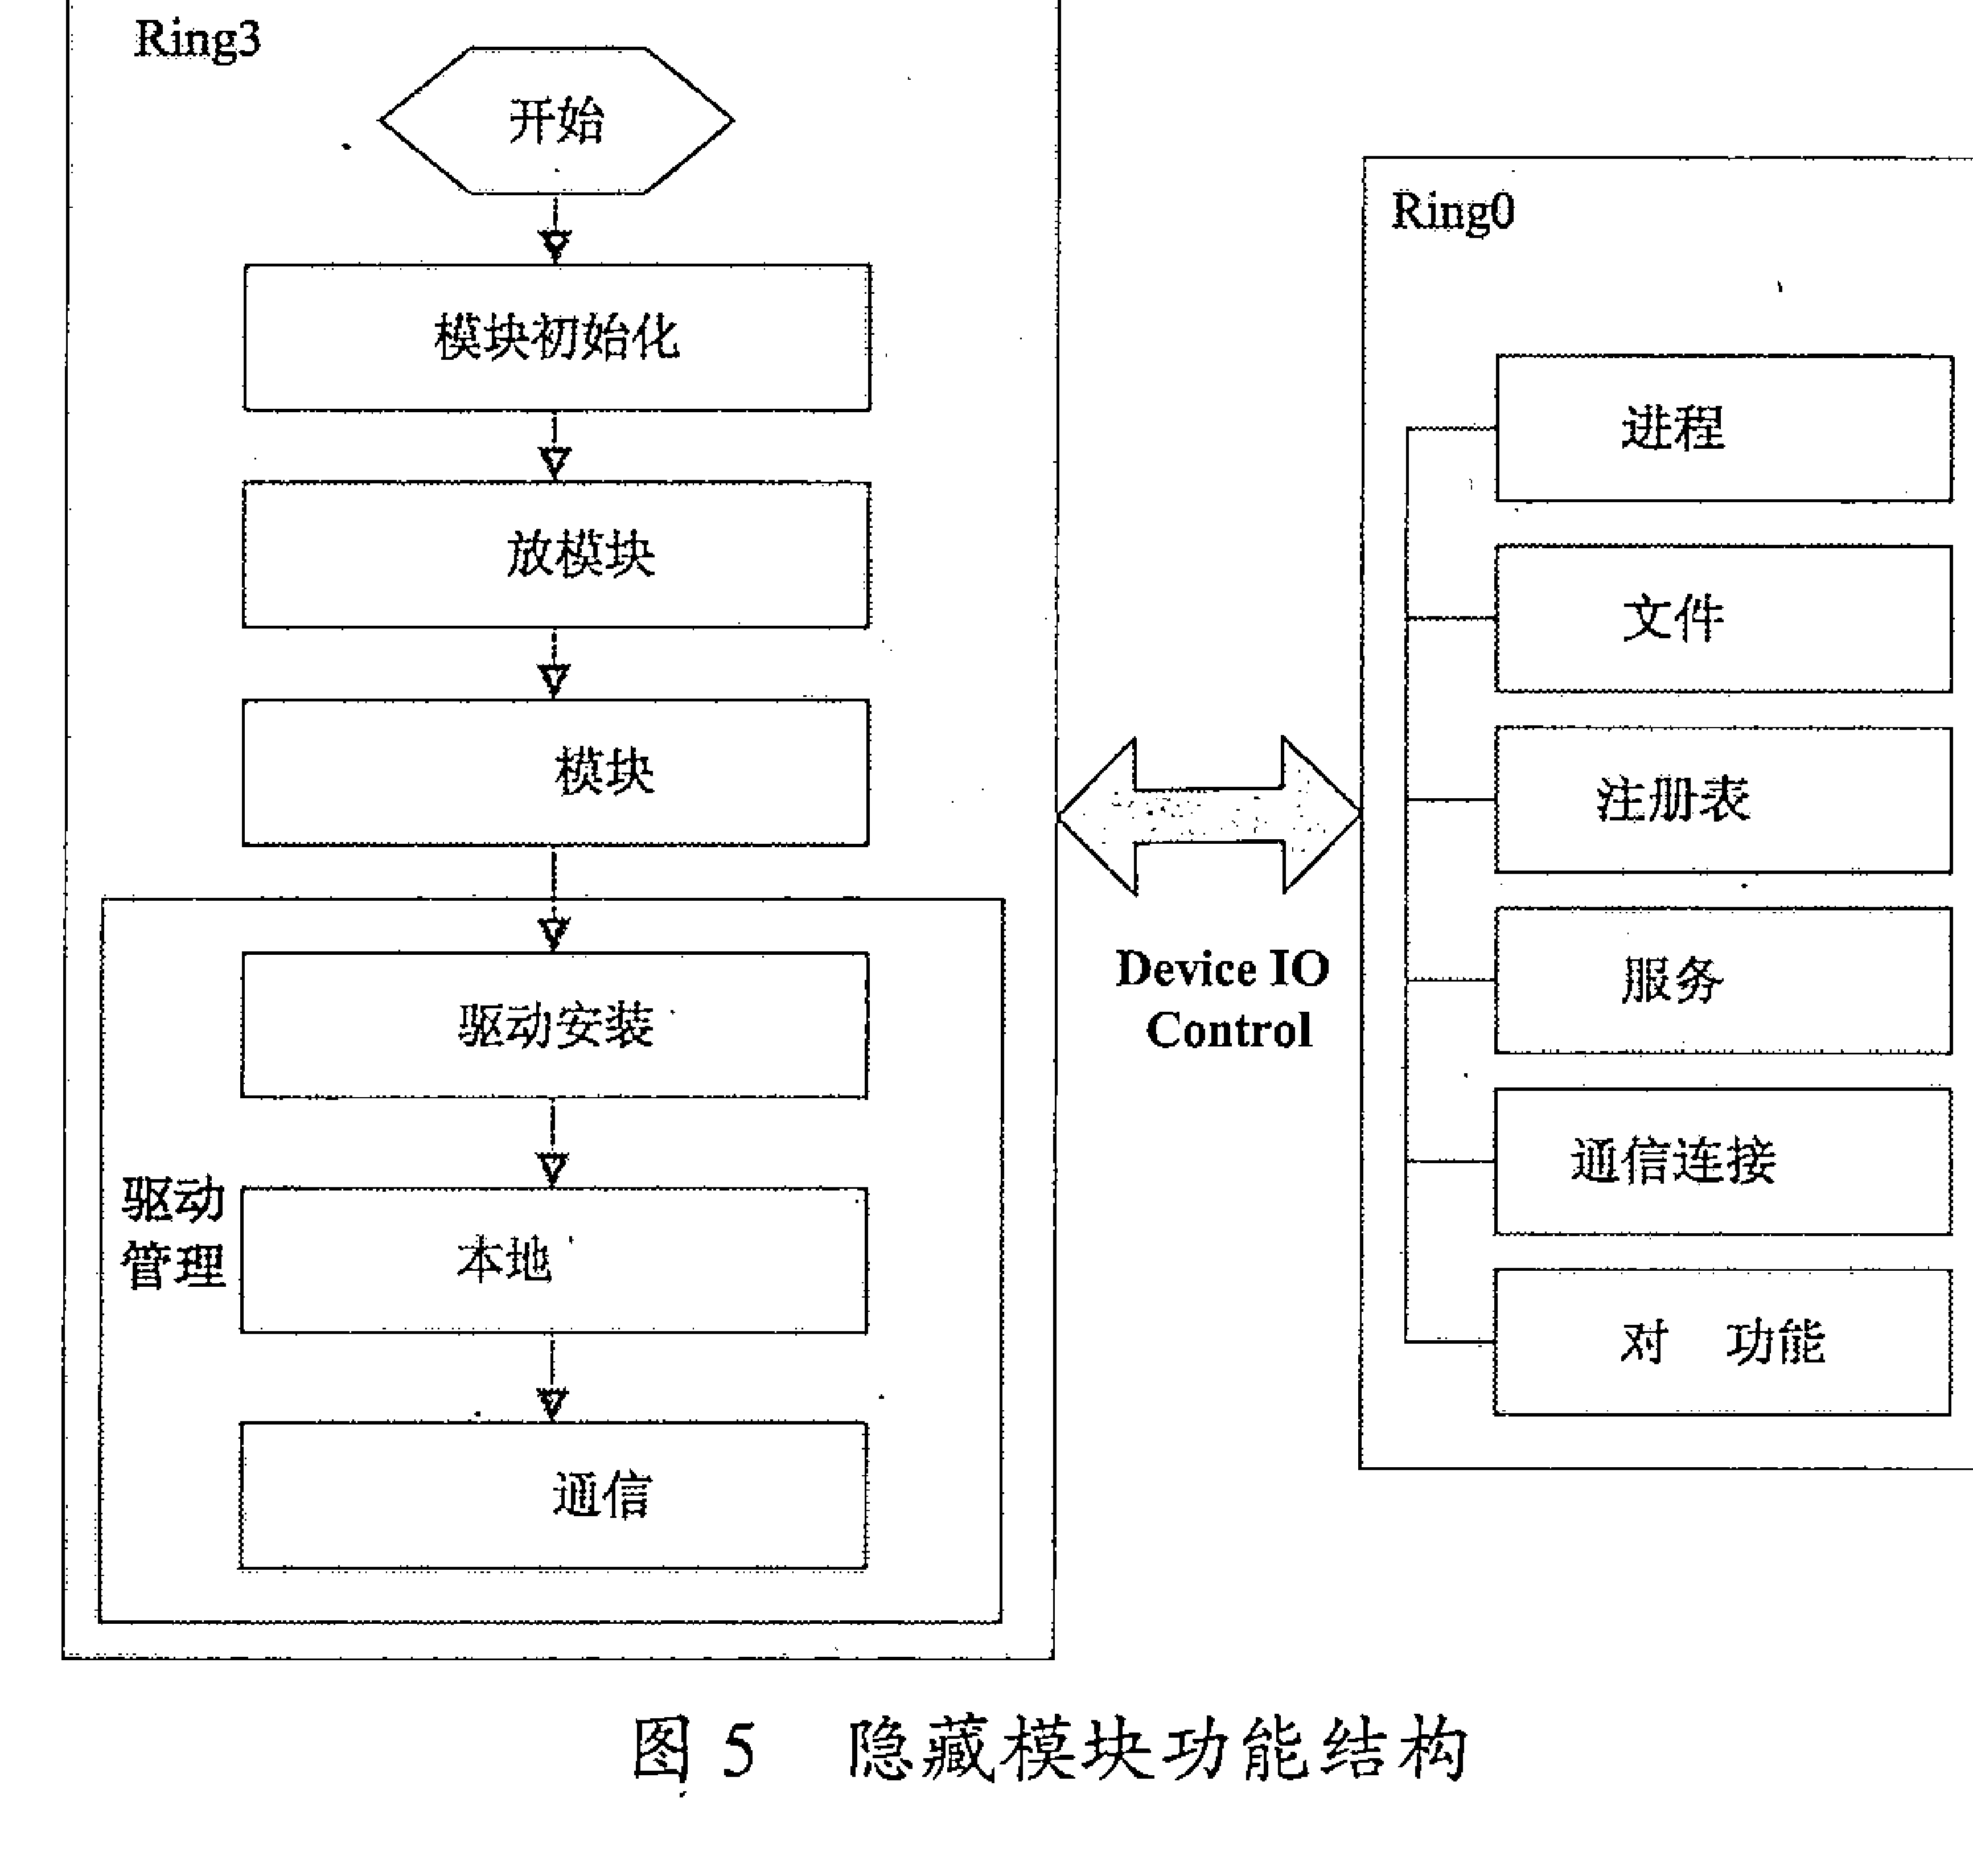 Ring3
开始
模块初始化
放模块
模块
驱动安装
驱动
管理
本地
通信
Device IO
Control
Ring0
进程
文件
注册表
服务
通信连接
对 功能
图 5 隐藏模块功能结构